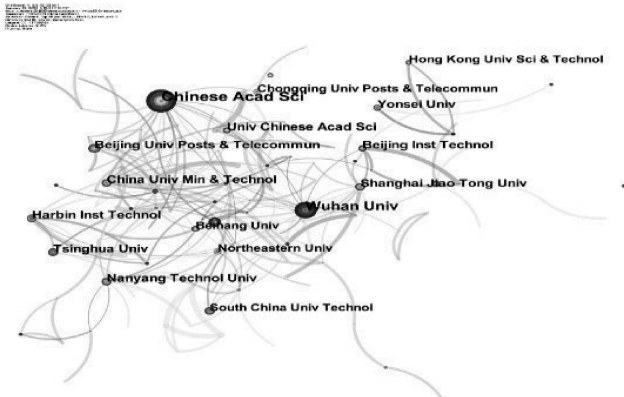 Hong Kong Univ Sci & Technol
Chongqing Univ Posts & Telecommun
Chinese Acad Sci
Yonsei Univ
Univ Chinese Acad Sci
Beijing Univ Posts & Telecommun
Beijing Inst Technol
China Univ Min & Technol
Shanghai Jiao Tong Univ
Wuhan Univ
Harbin Inst Technol
Beihang Univ
Tsinghua Univ
Northeastern Univ
Nanyang Technol Univ
South China Univ Technol